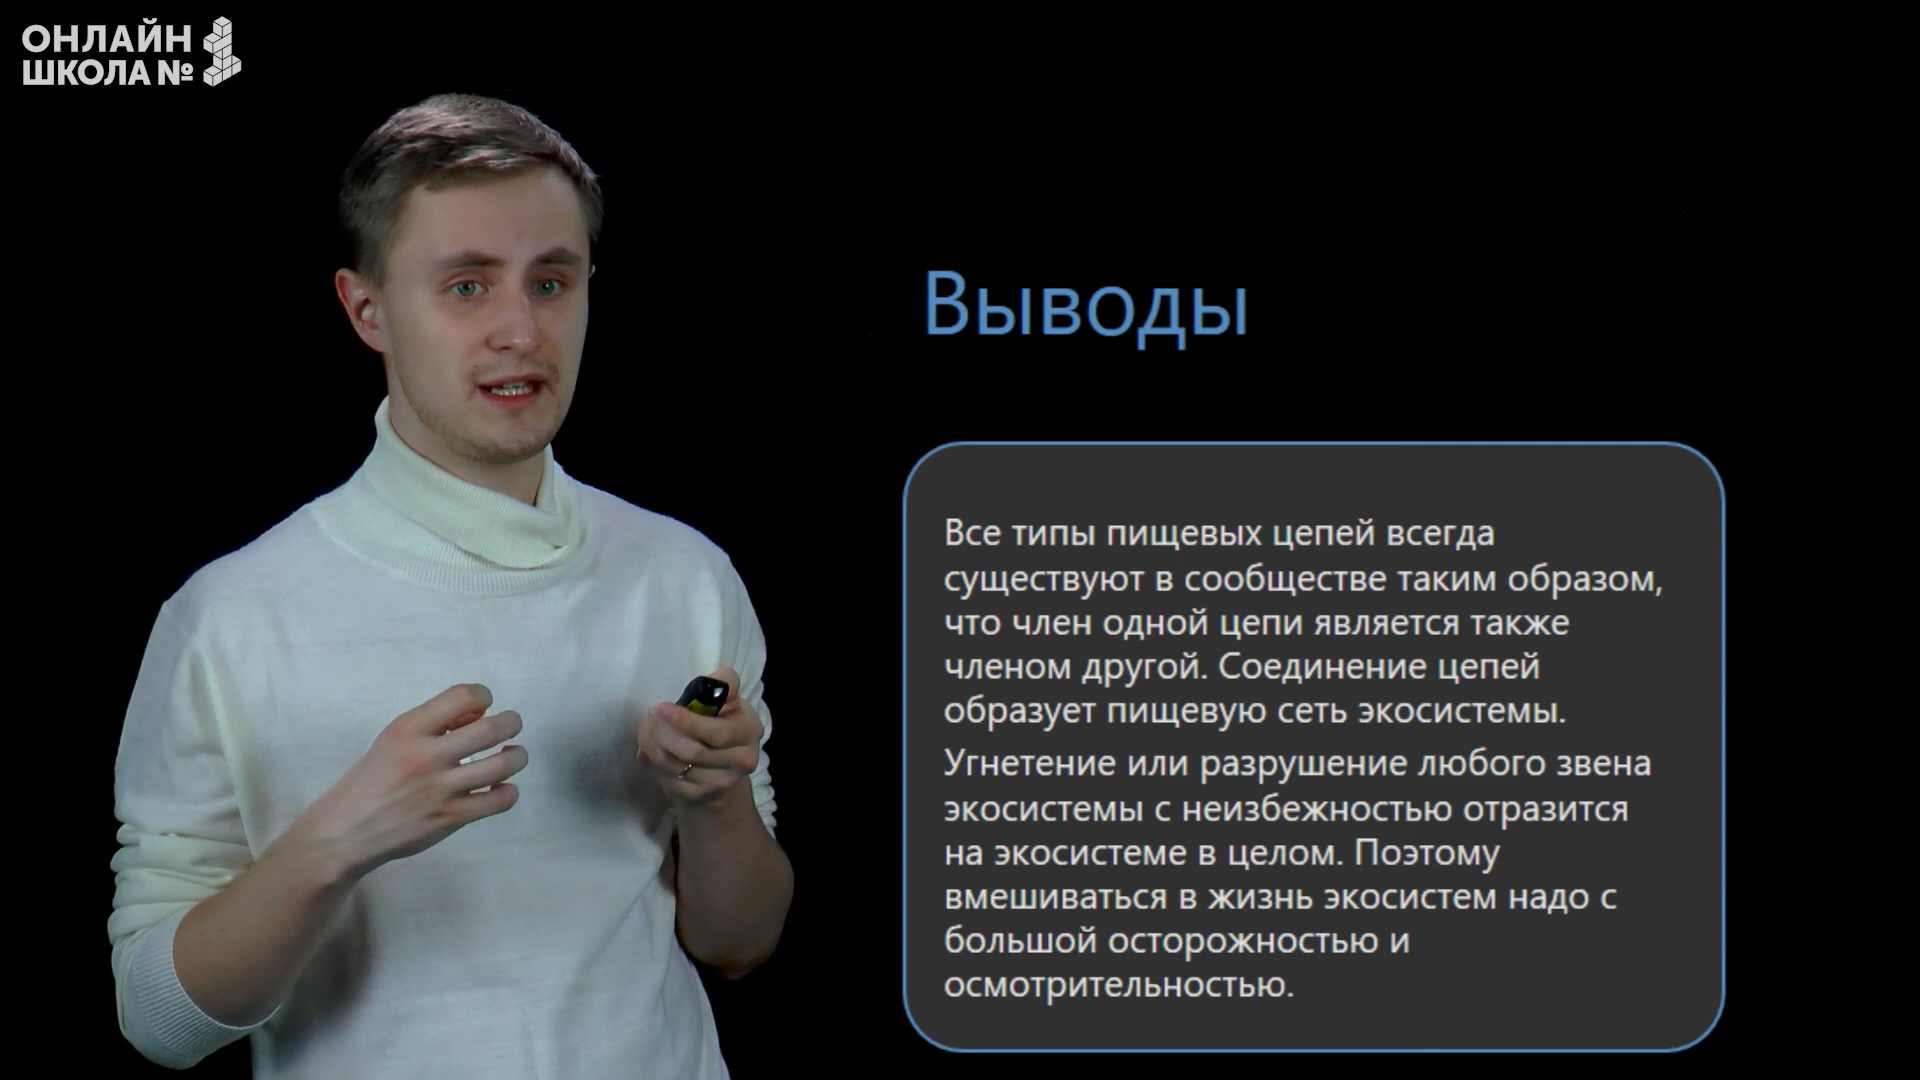 ОНЛАЙН
ШКОЛА №1
Выводы
Все типы пищевых цепей всегда
существуют в сообществе таким образом,
что член одной цепи является также
членом другой. Соединение цепей
образует пищевую сеть экосистемы.
Угнетение или разрушение любого звена
экосистемы с неизбежностью отразится
на экосистеме в целом. Поэтому
вмешиваться в жизнь экосистем надо с
большой осторожностью и
осмотрительностью.